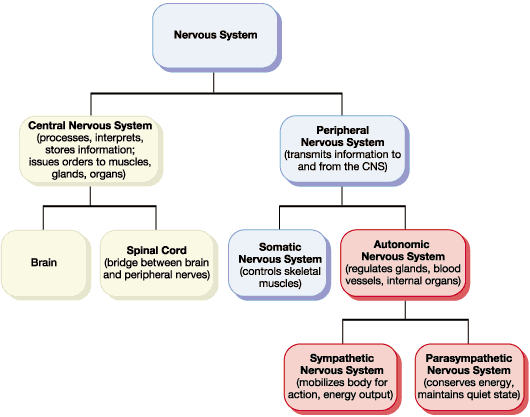 Nervous System
Central Nervous System
(processes, interprets,
stores information;
issues orders to muscles,
glands, organs)
Peripheral
Nervous System
(transmits information to
and from the CNS)
Brain
Spinal Cord
(bridge between brain
and peripheral nerves)
Somatic
Nervous System
(controls skeletal
muscles)
Autonomic
Nervous System
(regulates glands, blood
vessels, internal organs)
Sympathetic
Nervous System
(mobilizes body for
action, energy output)
Parasympathetic
Nervous System
(conserves energy,
maintains quiet state)